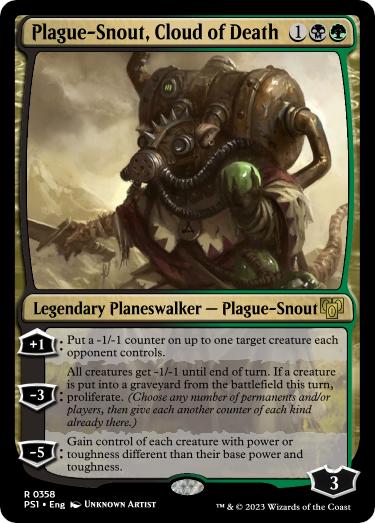 Plague-Snout, Cloud of Death 1
Legendary Planeswalker — Plague-Snout
+1: Put a -1/-1 counter on up to one target creature each
opponent controls.
All creatures get -1/-1 until end of turn. If a creature
is put into a graveyard from the battlefield this turn,
-3: proliferate. (Choose any number of permanents and/or
players, then give each another counter of each kind
already there.)
Gain control of each creature with power or
-5: toughness different than their base power and
toughness.
3
R 0358
PS1 • Eng Unknown Artist ™ & © 2023 Wizards of the Coast